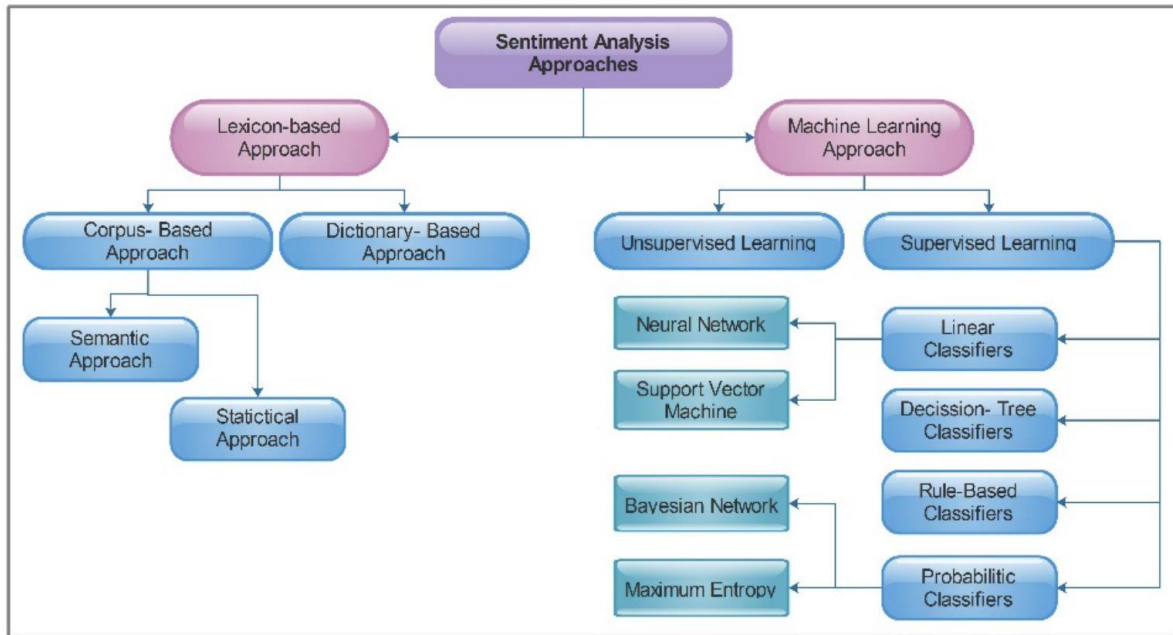 Sentiment Analysis
Approaches
Lexicon-based
Approach
Machine Learning
Approach
Corpus- Based
Approach
Dictionary- Based
Approach
Unsupervised Learning
Supervised Learning
Semantic
Approach
Statictical
Approach
Neural Network
Linear
Classifiers
Support Vector
Machine
Decission- Tree
Classifiers
Bayesian Network
Rule-Based
Classifiers
Maximum Entropy
Probabilitic
Classifiers